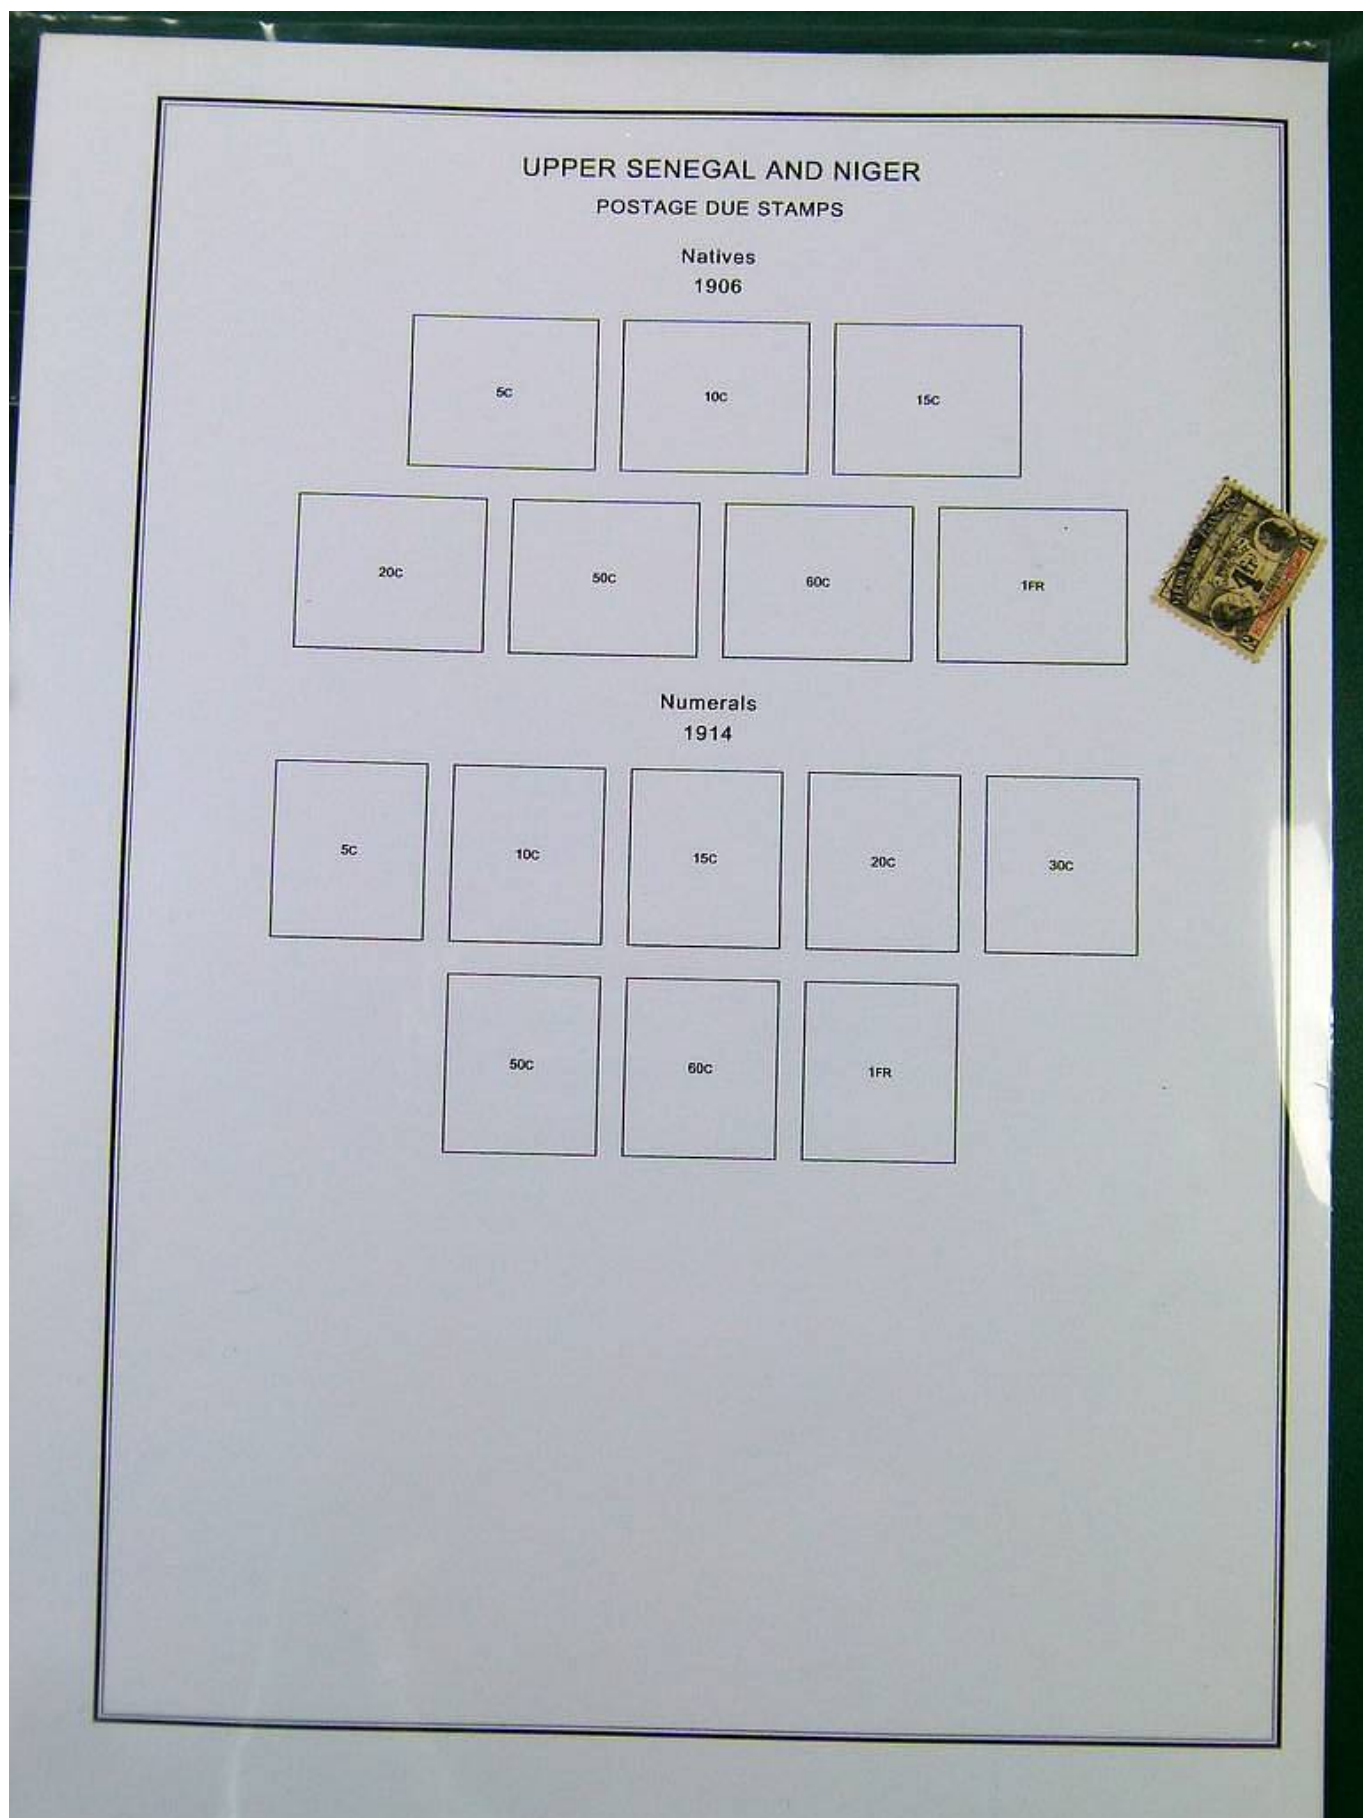 UPPER SENEGAL AND NIGER
POSTAGE DUE STAMPS
Natives
1906
5C 10C 15C
20C 50C 60C 1FR
Numerals
1914
5C 10C 15C 20C 30C
50C 60C 1FR